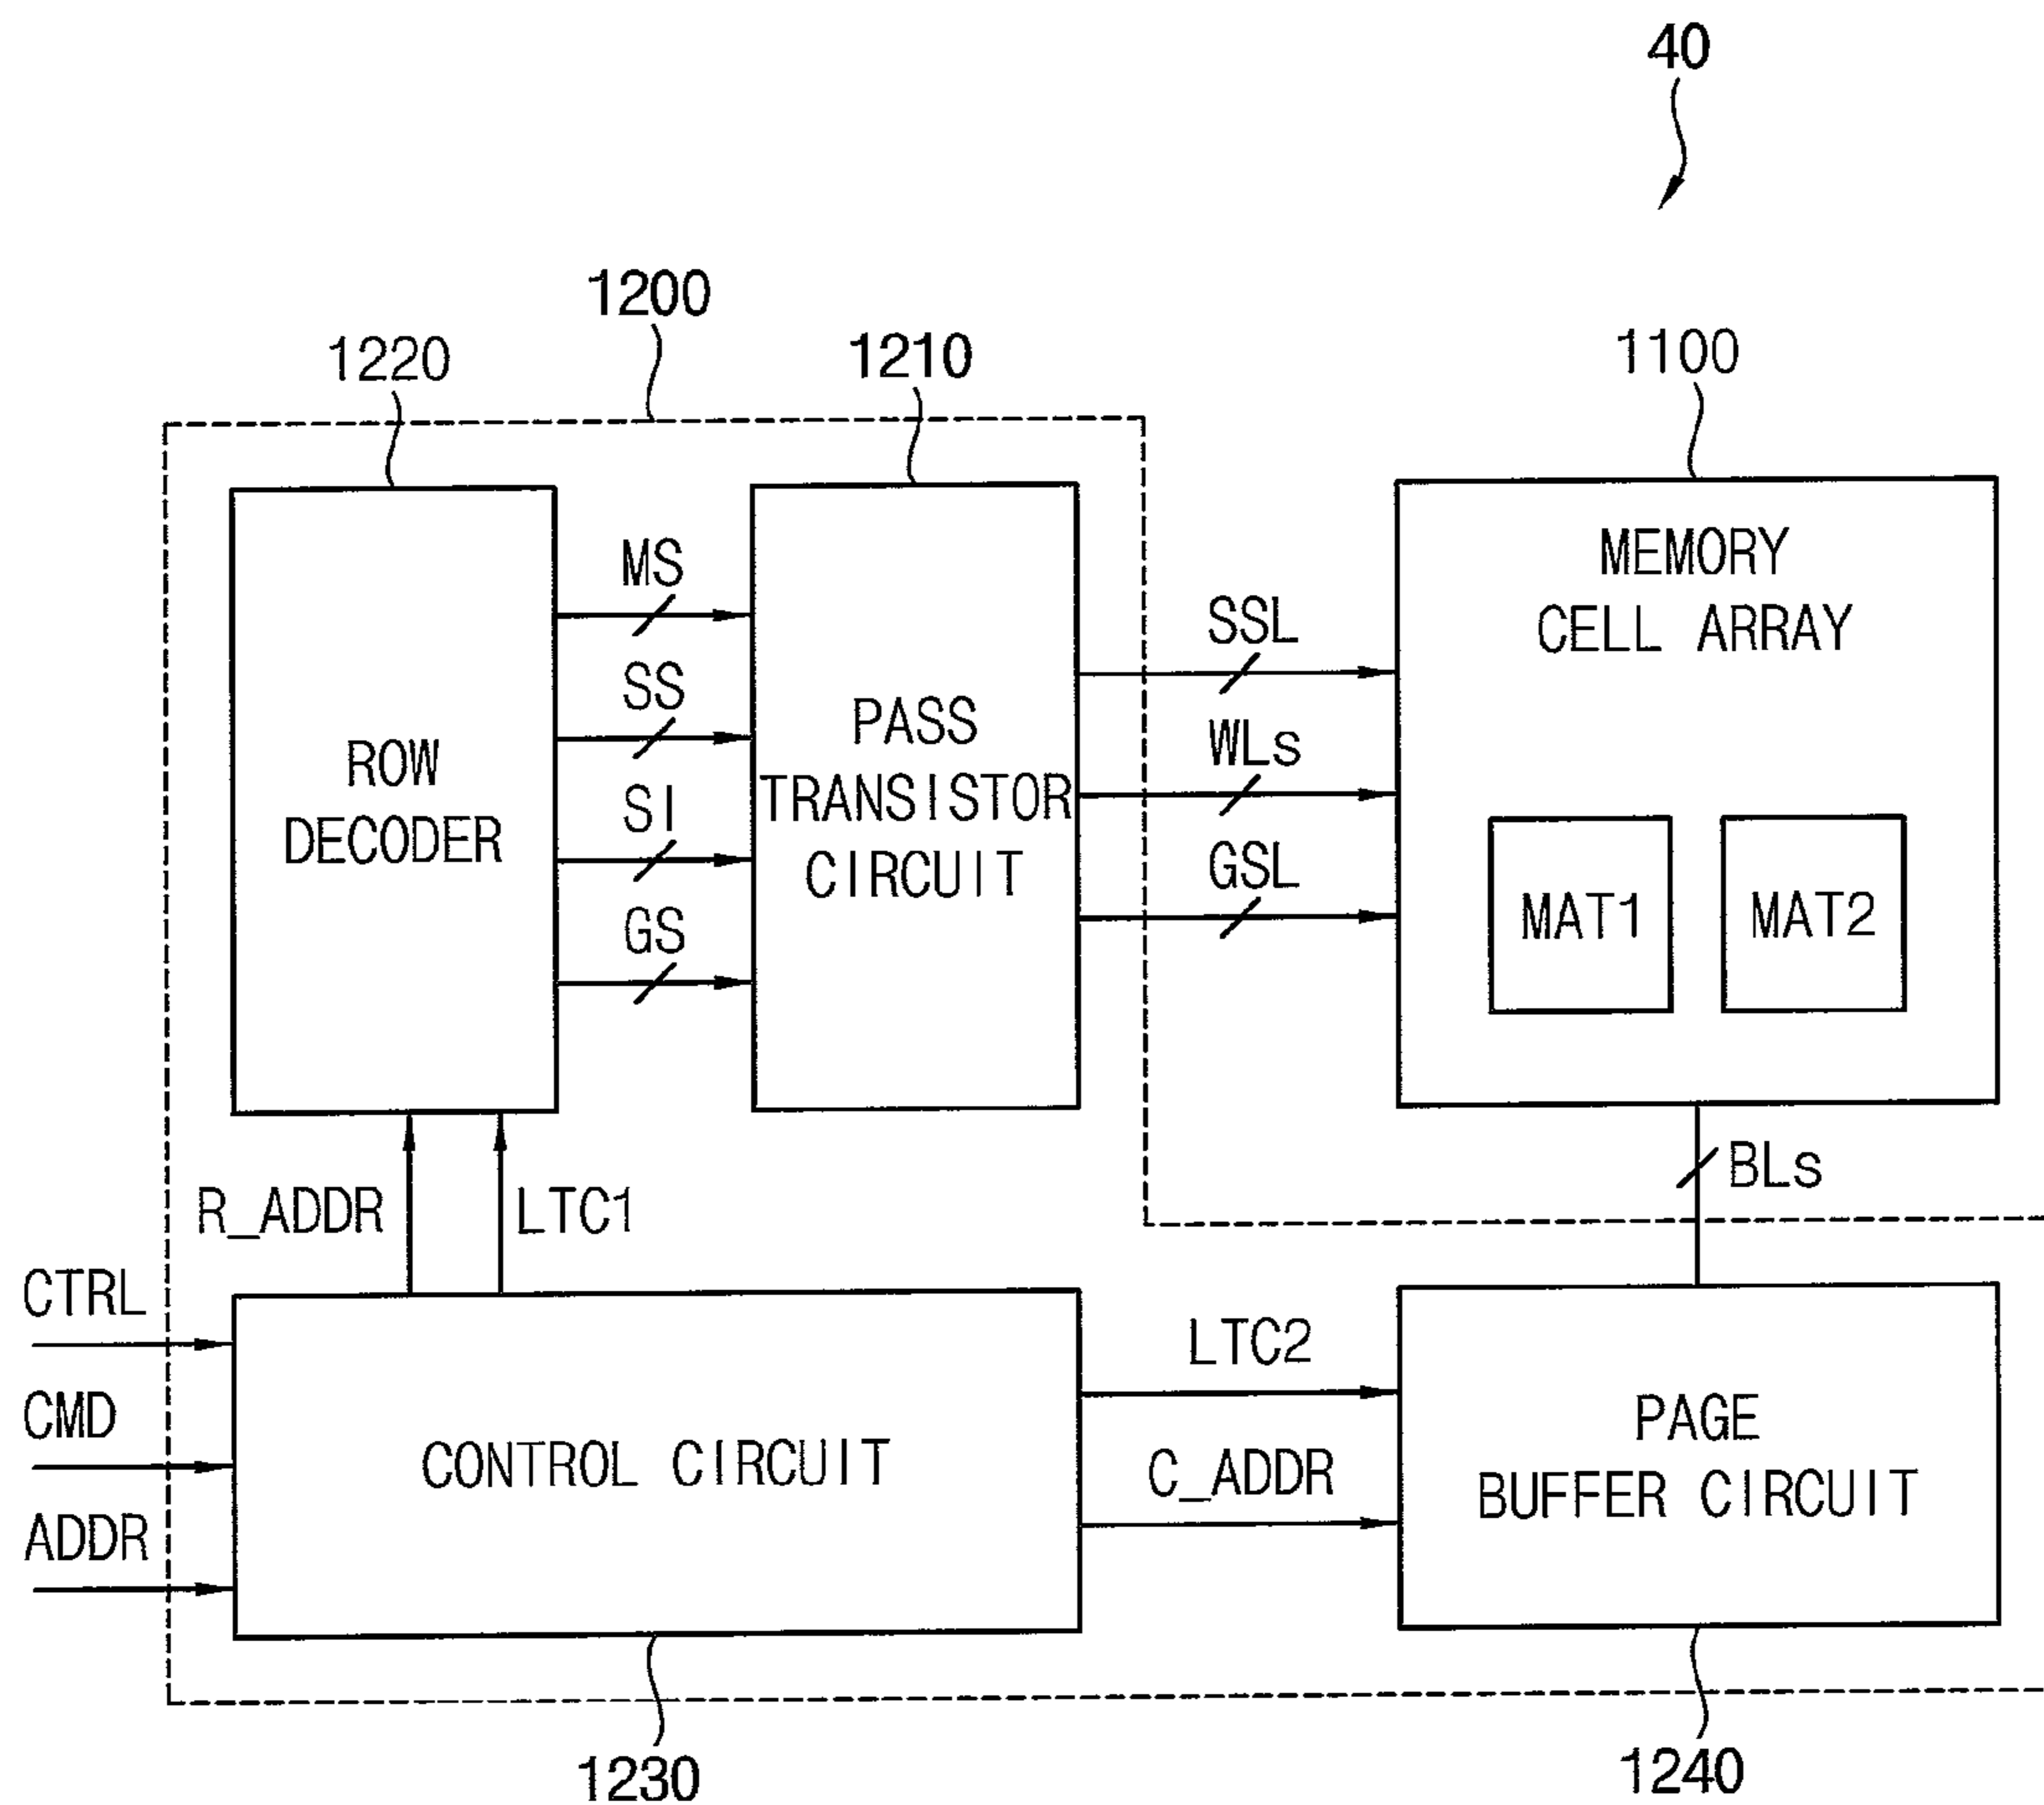 40
1200
1220
1210
1100
MS
SS
SI
GS
ROW
DECODER
PASS
TRANSISTOR
CIRCUIT
SSL
WLs
GSL
MEMORY
CELL ARRAY
MAT1
MAT2
BLs
R_ADDR
LTC1
CTRL
CMD
ADDR
CONTROL CIRCUIT
LTC2
C_ADDR
PAGE
BUFFER CIRCUIT
1230
1240